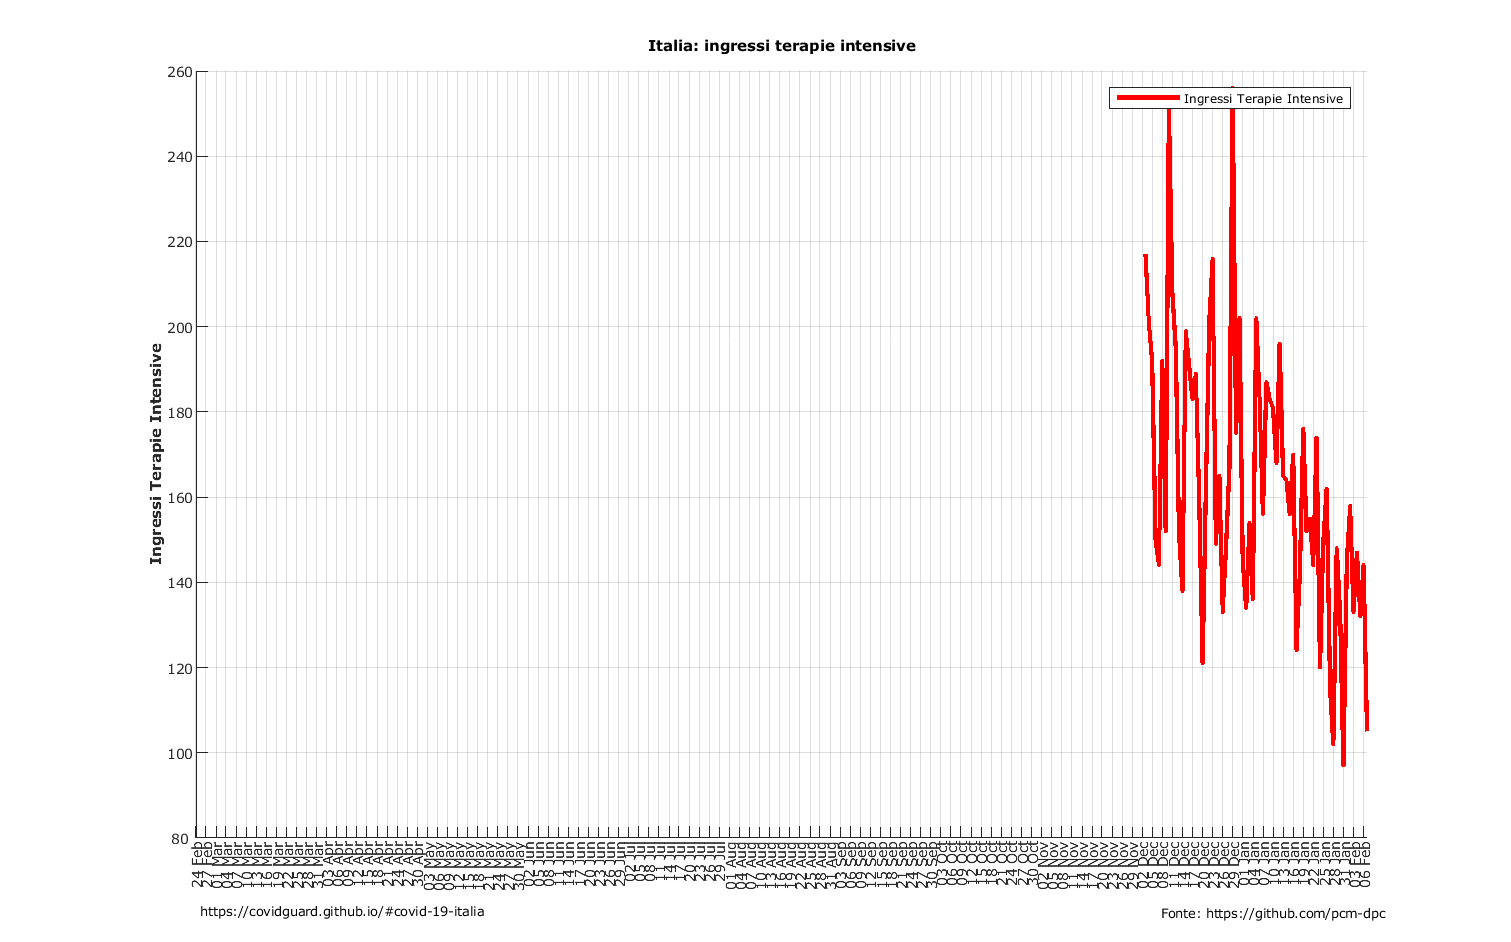 Italia: ingressi terapie intensive
Ingressi Terapie Intensive
Ingressi Terapie Intensive
260
240
220
200
180
160
140
120
100
80
24 Feb
27 Feb
01 Mar
04 Mar
07 Mar
10 Mar
13 Mar
16 Mar
19 Mar
22 Mar
25 Mar
28 Mar
31 Mar
03 Apr
06 Apr
09 Apr
12 Apr
15 Apr
18 Apr
21 Apr
24 Apr
27 Apr
30 Apr
03 May
06 May
09 May
12 May
15 May
18 May
21 May
24 May
27 May
30 May
02 Jun
05 Jun
08 Jun
11 Jun
14 Jun
17 Jun
20 Jun
23 Jun
26 Jun
29 Jun
02 Jul
05 Jul
08 Jul
11 Jul
14 Jul
17 Jul
20 Jul
23 Jul
26 Jul
29 Jul
01 Aug
04 Aug
07 Aug
10 Aug
13 Aug
16 Aug
19 Aug
22 Aug
25 Aug
28 Aug
31 Aug
03 Sep
06 Sep
09 Sep
12 Sep
15 Sep
18 Sep
21 Sep
24 Sep
27 Sep
30 Sep
03 Oct
06 Oct
09 Oct
12 Oct
15 Oct
18 Oct
21 Oct
24 Oct
27 Oct
30 Oct
02 Nov
05 Nov
08 Nov
11 Nov
14 Nov
17 Nov
20 Nov
23 Nov
26 Nov
29 Nov
02 Dec
05 Dec
08 Dec
11 Dec
14 Dec
17 Dec
20 Dec
23 Dec
26 Dec
29 Dec
01 Jan
04 Jan
07 Jan
10 Jan
13 Jan
16 Jan
19 Jan
22 Jan
25 Jan
28 Jan
31 Jan
03 Feb
06 Feb
https://covidguard.github.io/#covid-19-italia
Fonte: https://github.com/pcm-dpc